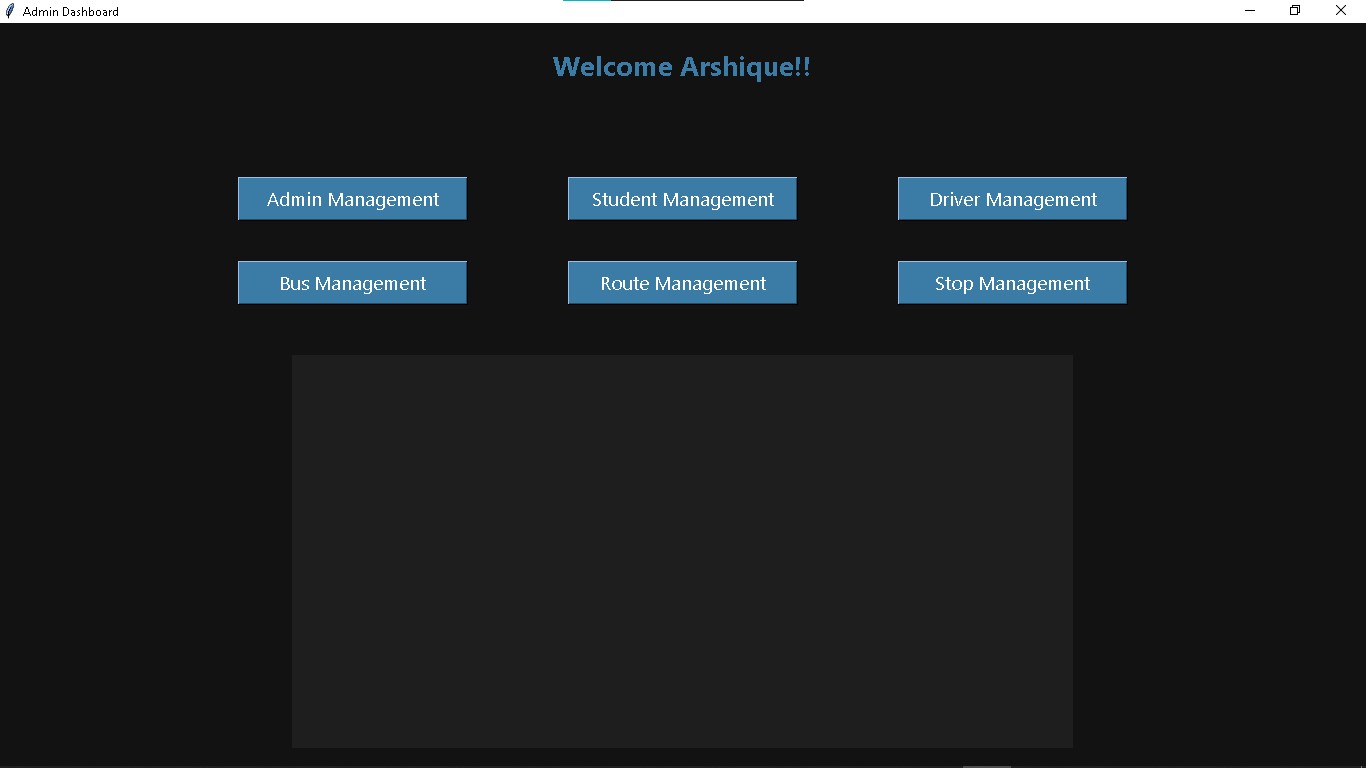 Admin Dashboard
Welcome Arshique!!
Admin Management
Student Management
Driver Management
Bus Management
Route Management
Stop Management